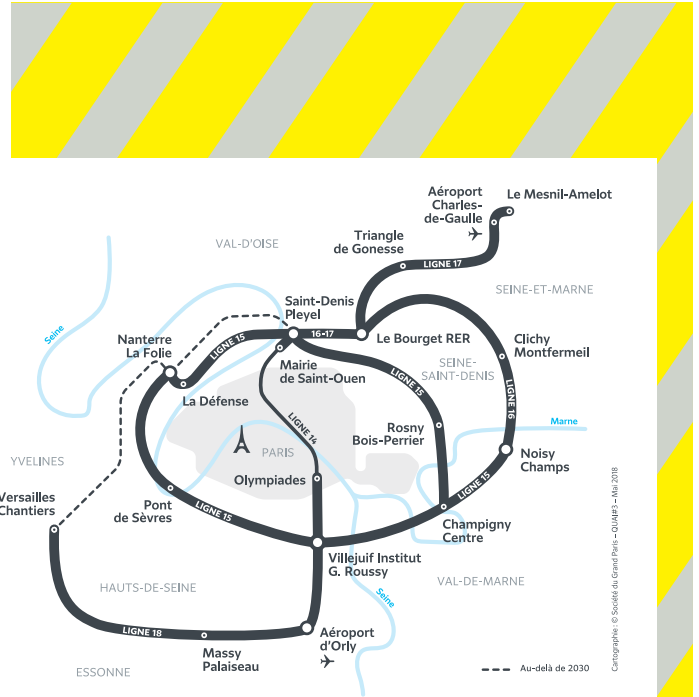 Aéroport
Charles-
de-Gaulle
Le Mesnil-Amelot
Triangle
de Gonesse
VAL-D'OISE
LIGNE 17
SEINE-ET-MARNE
Saint-Denis
Pleyel
16-17
Le Bourget RER
Seine
Nanterre
La Folie
LIGNE 15
Mairie
de Saint-Ouen
SEINE-
SAINT-DENIS
Clichy
Montfermeil
La Défense
LIGNE 15
LIGNE 16
LIGNE 14
Rosny
Bois-Perrier
Marne
PARIS
YVELINES
Noisy
Champs
Olympiades
LIGNE 15
Versailles
Chantiers
Pont
de Sèvres
LIGNE 15
Champigny
Centre
Villejuif Institut
G. Roussy
HAUTS-DE-SEINE
VAL-DE-MARNE
Seine
LIGNE 18
Aéroport
d'Orly
Massy
Palaiseau
ESSONNE
Au-delà de 2030
Cartographie : © Société du Grand Paris – QUAI#3 – Mai 2018